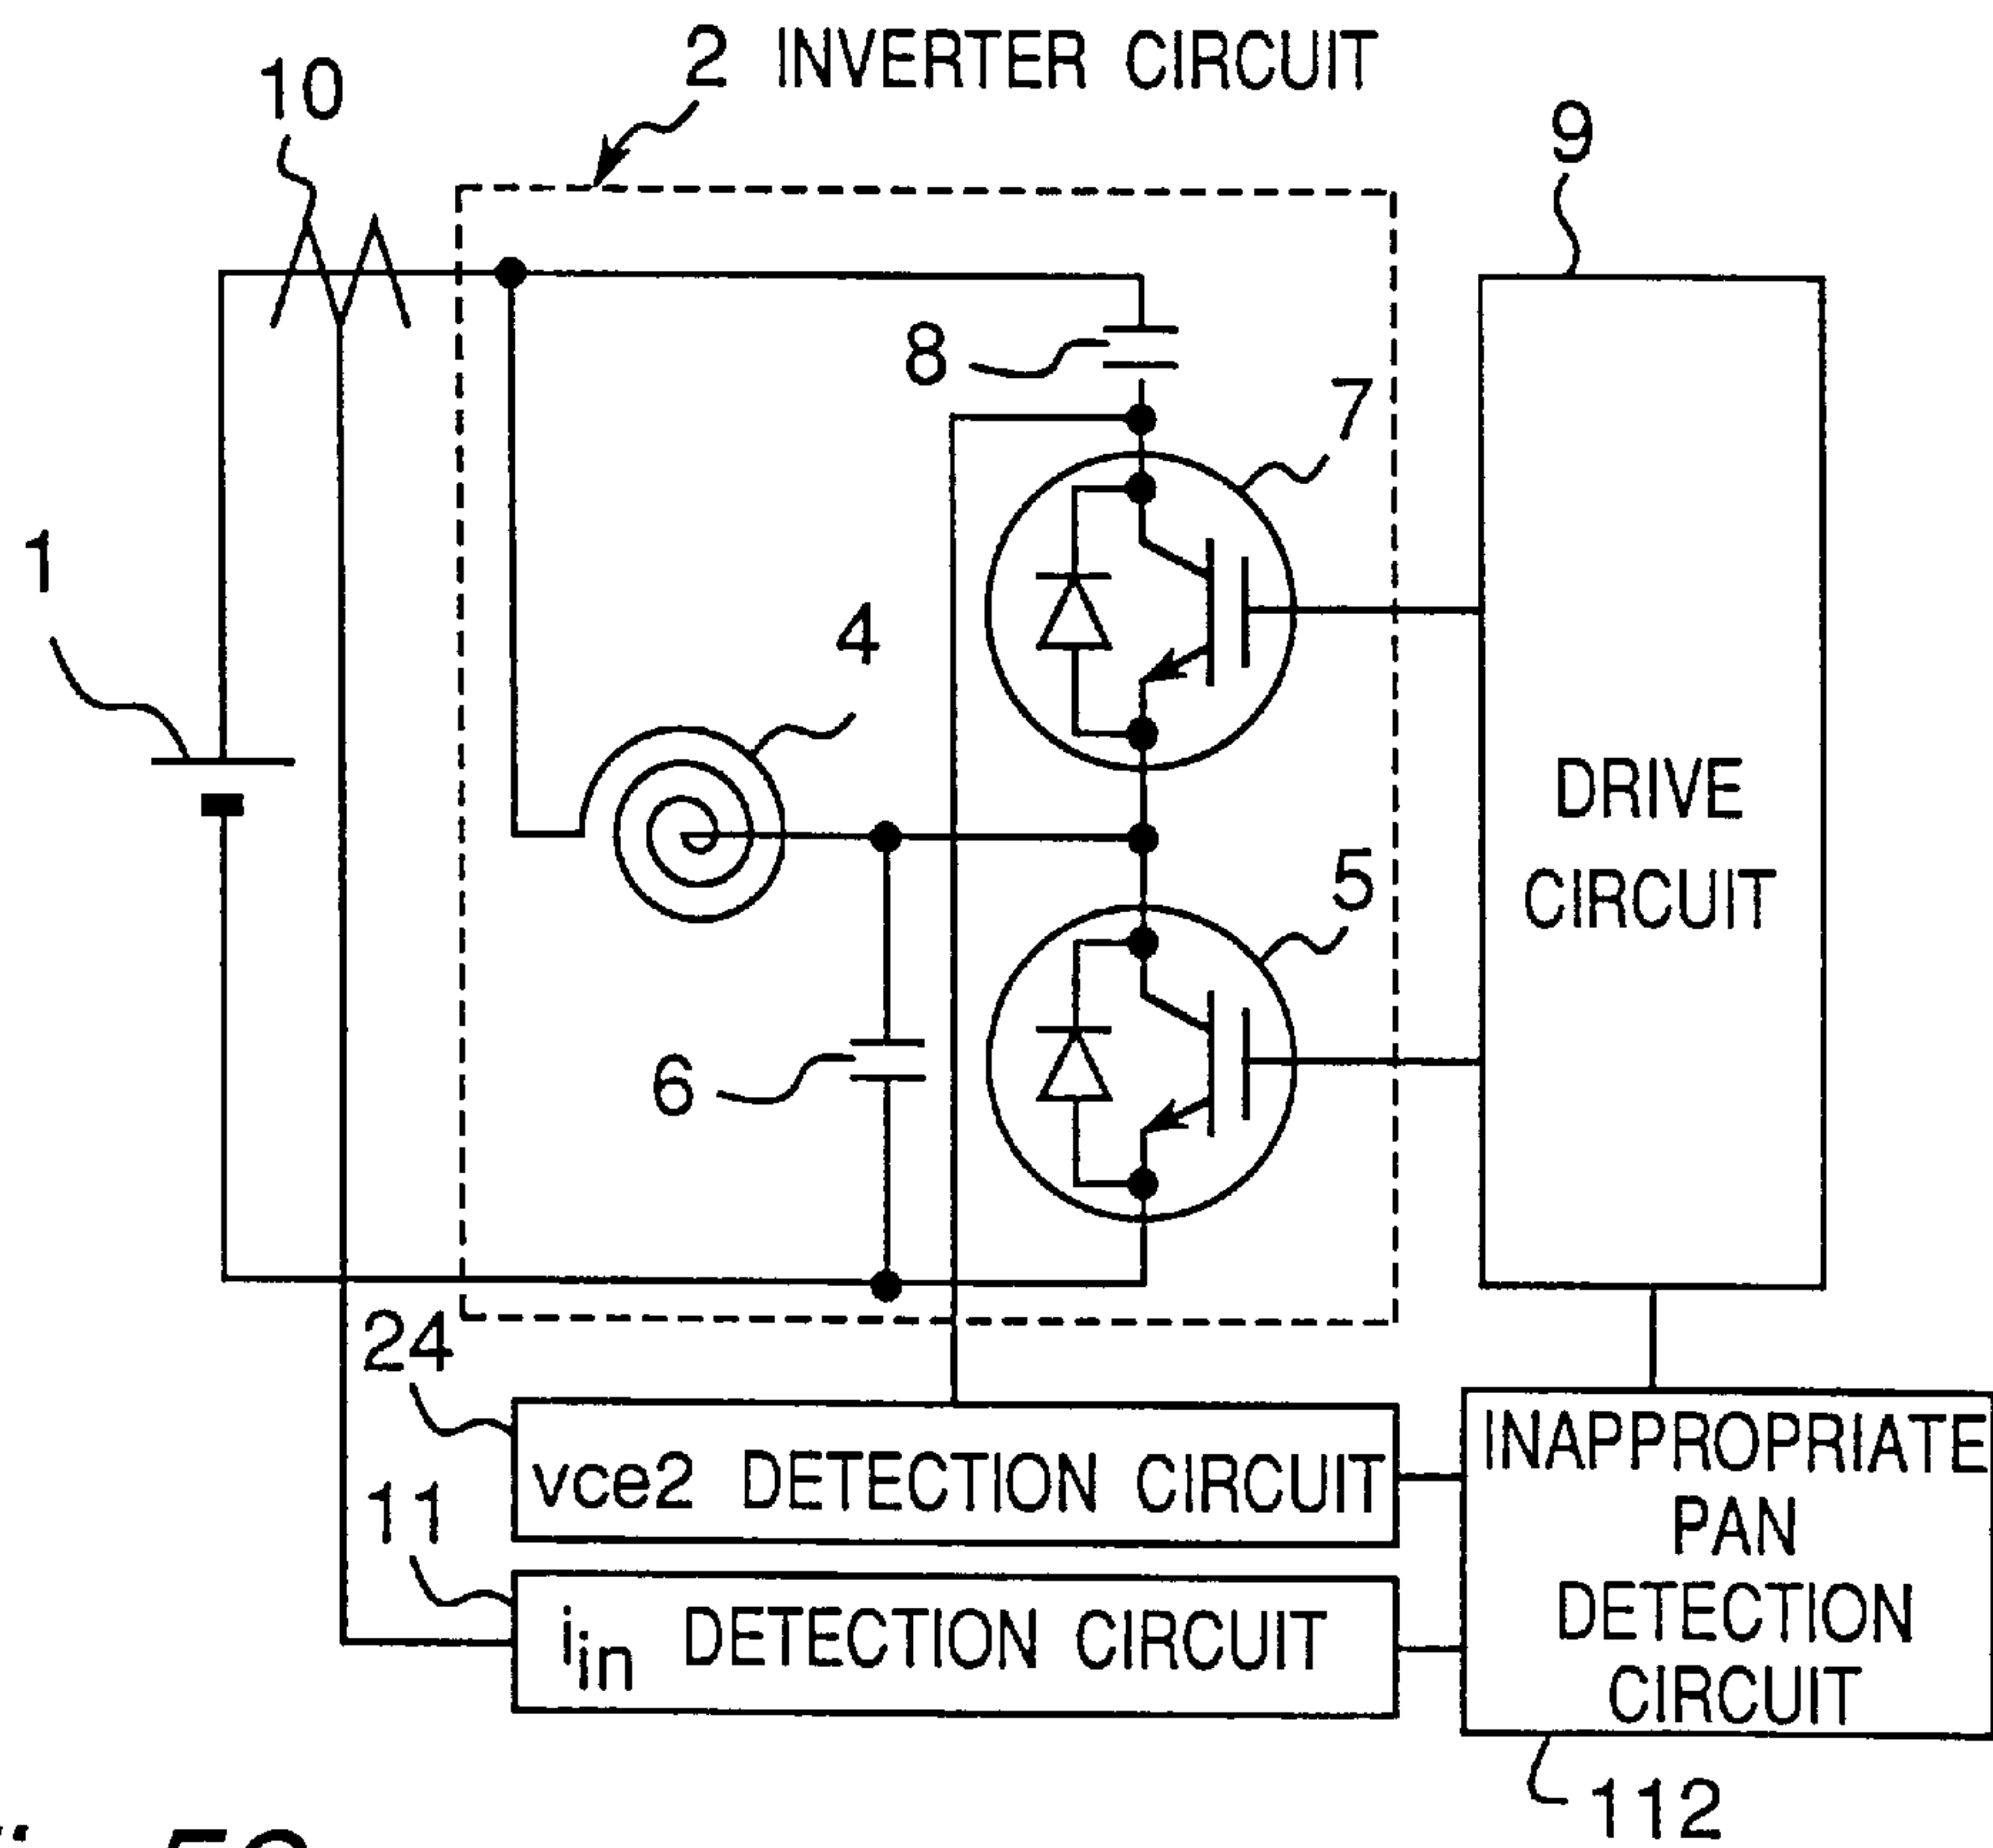 2 INVERTER CIRCUIT
10
9
8
7
1
4
DRIVE
CIRCUIT
5
6
24
vce2 DETECTION CIRCUIT
11
iin DETECTION CIRCUIT
INAPPROPRIATE
PAN
DETECTION
CIRCUIT
112